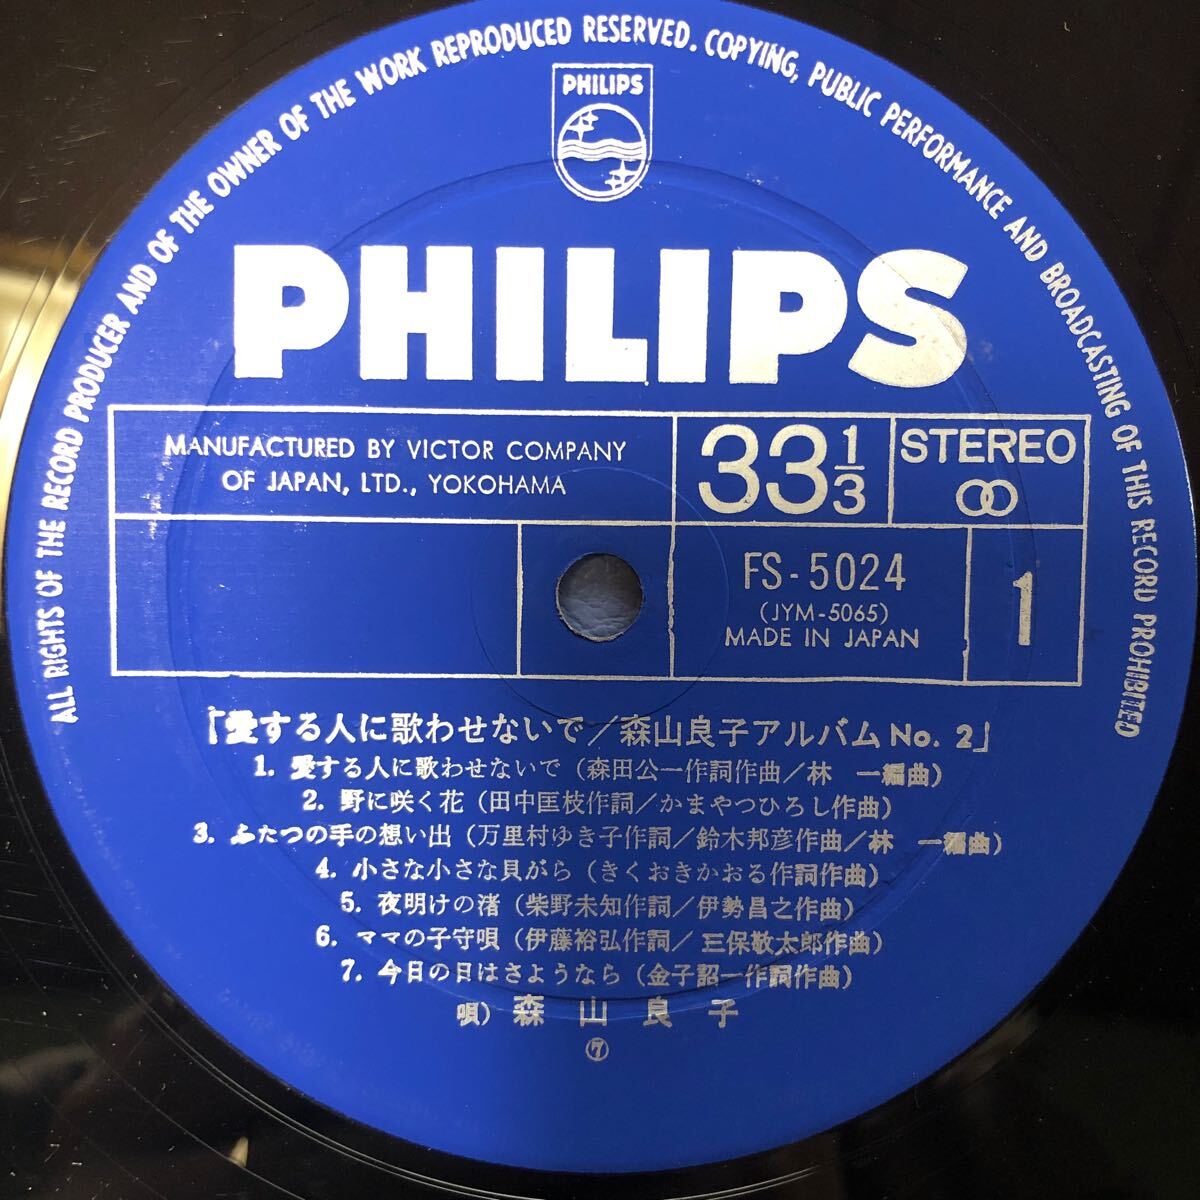 ALL RIGHTS OF THE RECORD PRODUCER AND OF THE OWNER OF THE WORK REPRODUCED RESERVED. COPYING, PUBLIC PERFORMANCE AND BROADCASTING OF THIS RECORD PROHIBITED
PHILIPS
PHILIPS
MANUFACTURED BY VICTOR COMPANY
OF JAPAN, LTD., YOKOHAMA
33 1/3
STEREO
FS-5024
(JYM-5065)
MADE IN JAPAN
1
「愛する人に歌わせないで/森山良子アルバムNo. 2」
1. 愛する人に歌わせないで(森田公一作詞作曲/林 一編曲)
2. 野に咲く花(田中匡枝作詞/かまやつひろし作曲)
3. ふたつの手の想い出(万里村ゆき子作詞/鈴木邦彦作曲/林 一編曲)
4. 小さな小さな貝がら(きくおきかおる作詞作曲)
5. 夜明けの渚(柴野未知作詞/伊勢昌之作曲)
6. ママの子守唄(伊藤裕弘作詞/三保敬太郎作曲)
7. 今日の日はさようなら(金子詔一作詞作曲)
唄) 森山良子
⑦